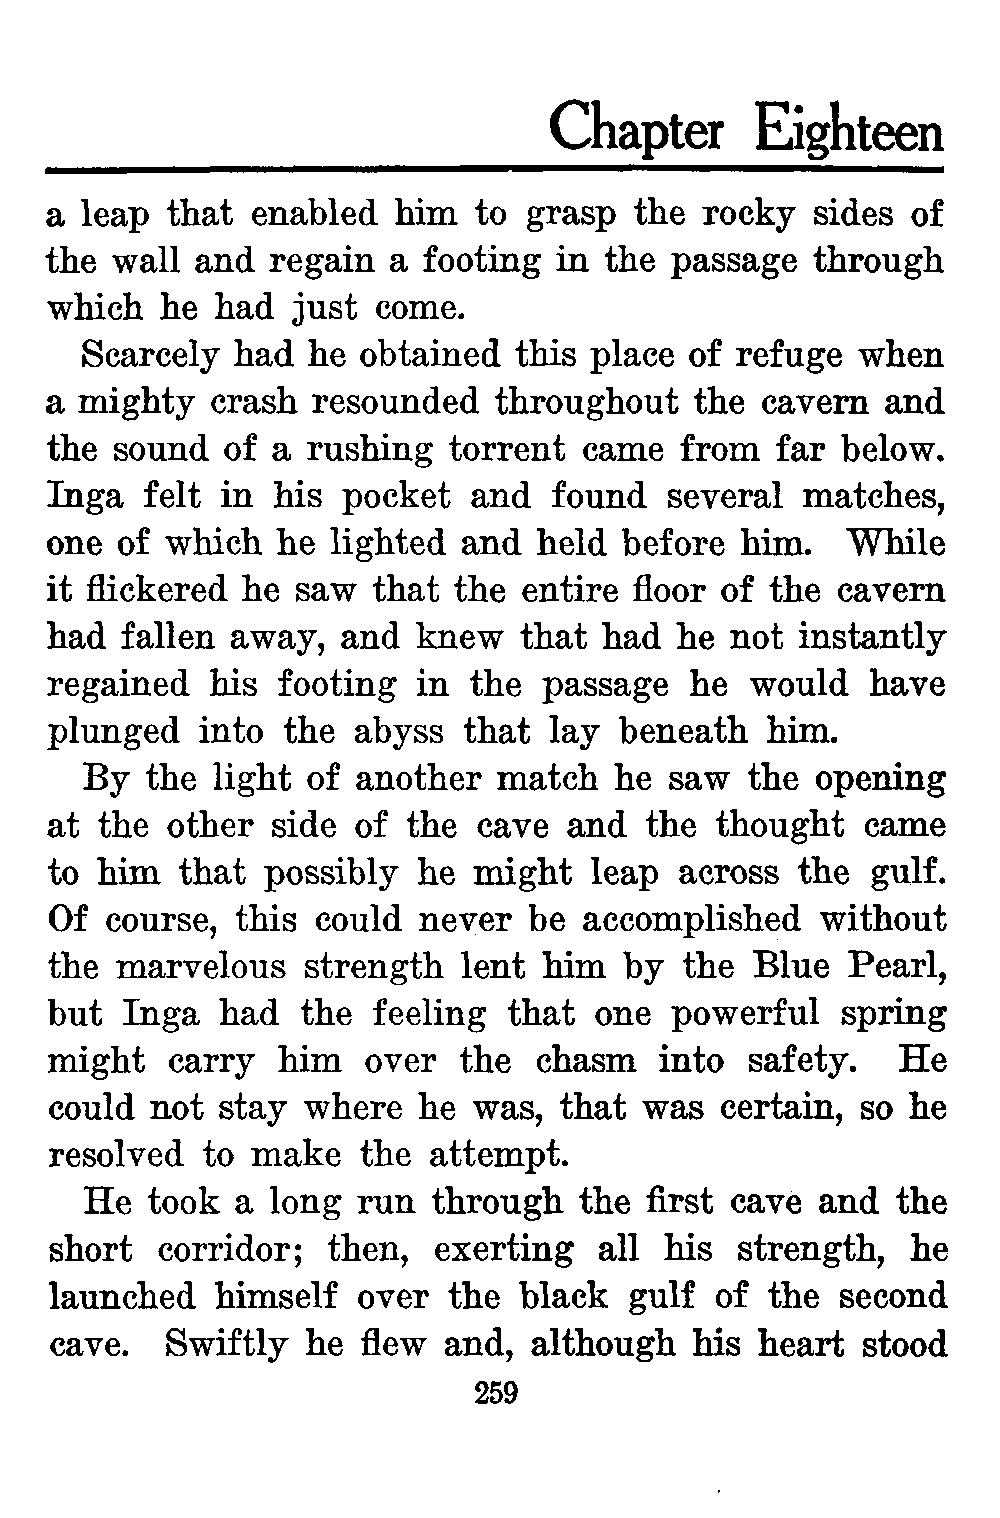 Chapter Eighteen
a leap that enabled him to grasp the rocky sides of
the wall and regain a footing in the passage through
which he had just come.
Scarcely had he obtained this place of refuge when
a mighty crash resounded throughout the cavern and
the sound of a rushing torrent came from far below.
Inga felt in his pocket and found several matches,
one of which he lighted and held before him. While
it flickered he saw that the entire floor of the cavern
had fallen away, and knew that had he not instantly
regained his footing in the passage he would have
plunged into the abyss that lay beneath him.
By the light of another match he saw the opening
at the other side of the cave and the thought came
to him that possibly he might leap across the gulf.
Of course, this could never be accomplished without
the marvelous strength lent him by the Blue Pearl,
but Inga had the feeling that one powerful spring
might carry him over the chasm into safety. He
could not stay where he was, that was certain, so he
resolved to make the attempt.
He took a long run through the first cave and the
short corridor; then, exerting all his strength, he
launched himself over the black gulf of the second
cave. Swiftly he flew and, although his heart stood
259